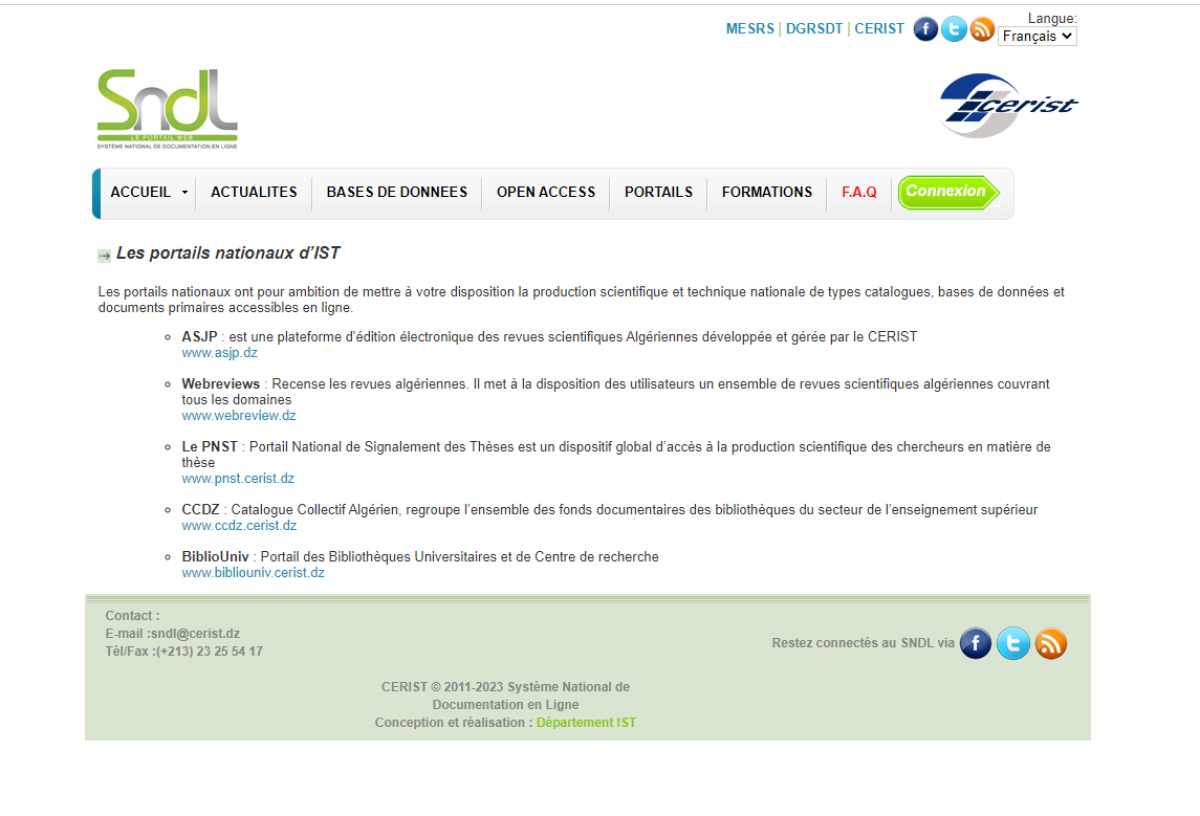 MESRS | DGRSDT | CERIST
Langue:
Français
Sndl
LE PORTAIL WEB
SYSTÈME NATIONAL DE DOCUMENTATION EN LIGNE
cerist
ACCUEIL ACTUALITES BASES DE DONNEES OPEN ACCESS PORTAILS FORMATIONS F.A.Q Connexion
Les portails nationaux d'IST
Les portails nationaux ont pour ambition de mettre à votre disposition la production scientifique et technique nationale de types catalogues, bases de données et
documents primaires accessibles en ligne.
ASJP : est une plateforme d'édition électronique des revues scientifiques Algériennes développée et gérée par le CERIST
www.asjp.dz
Webreviews : Recense les revues algériennes. Il met à la disposition des utilisateurs un ensemble de revues scientifiques algériennes couvrant
tous les domaines
www.webreview.dz
Le PNST : Portail National de Signalement des Thèses est un dispositif global d'accès à la production scientifique des chercheurs en matière de
thèse
www.pnst.cerist.dz
CCDZ : Catalogue Collectif Algérien, regroupe l'ensemble des fonds documentaires des bibliothèques du secteur de l'enseignement supérieur
www.ccdz.cerist.dz
BiblioUniv : Portail des Bibliothèques Universitaires et de Centre de recherche
www.bibliouniv.cerist.dz
Contact :
E-mail :sndl@cerist.dz
Tél/Fax :(+213) 23 25 54 17
Restez connectés au SNDL via
CERIST © 2011-2023 Système National de
Documentation en Ligne
Conception et réalisation : Département IST